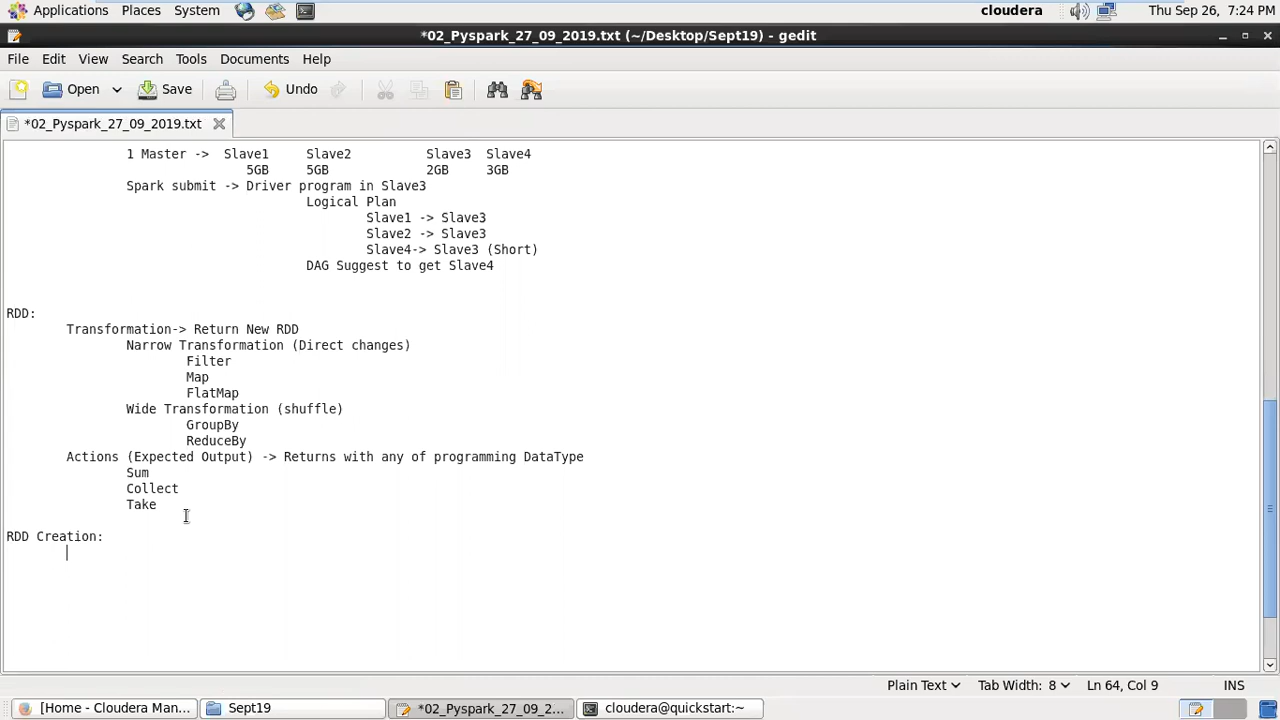 Applications Places System cloudera Thu Sep 26, 7:24 PM
*02_Pyspark_27_09_2019.txt (~/Desktop/Sept19) - gedit
File Edit View Search Tools Documents Help
Open Save Undo
*02_Pyspark_27_09_2019.txt
1 Master -> Slave1 Slave2 Slave3 Slave4
5GB 5GB 2GB 3GB
Spark submit -> Driver program in Slave3
Logical Plan
Slave1 -> Slave3
Slave2 -> Slave3
Slave4-> Slave3 (Short)
DAG Suggest to get Slave4
RDD:
Transformation-> Return New RDD
Narrow Transformation (Direct changes)
Filter
Map
FlatMap
Wide Transformation (shuffle)
GroupBy
ReduceBy
Actions (Expected Output) -> Returns with any of programming DataType
Sum
Collect
Take
RDD Creation:
Plain Text Tab Width: 8 Ln 64, Col 9 INS
[Home - Cloudera Man... Sept19 *02_Pyspark_27_09_2... cloudera@quickstart:~